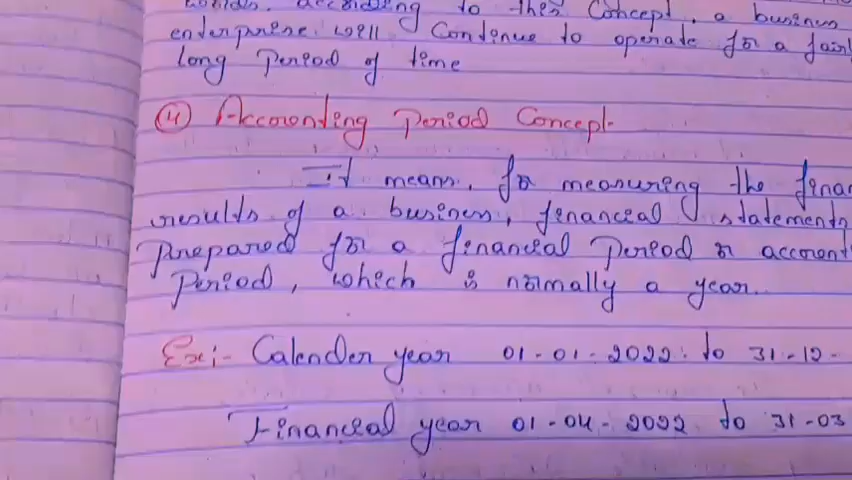 according to this Concept, a business
enterprise will Continue to operate for a fair
long Period of time
(4) Accounting Period Concept
It means, for measuring the finan
results of a business, financial statements
Prepared for a financial Period or account
Period, which is normally a year.
Ex:- Calender year 01-01-2022 to 31-12-
Financial year 01-04-2022 to 31-03